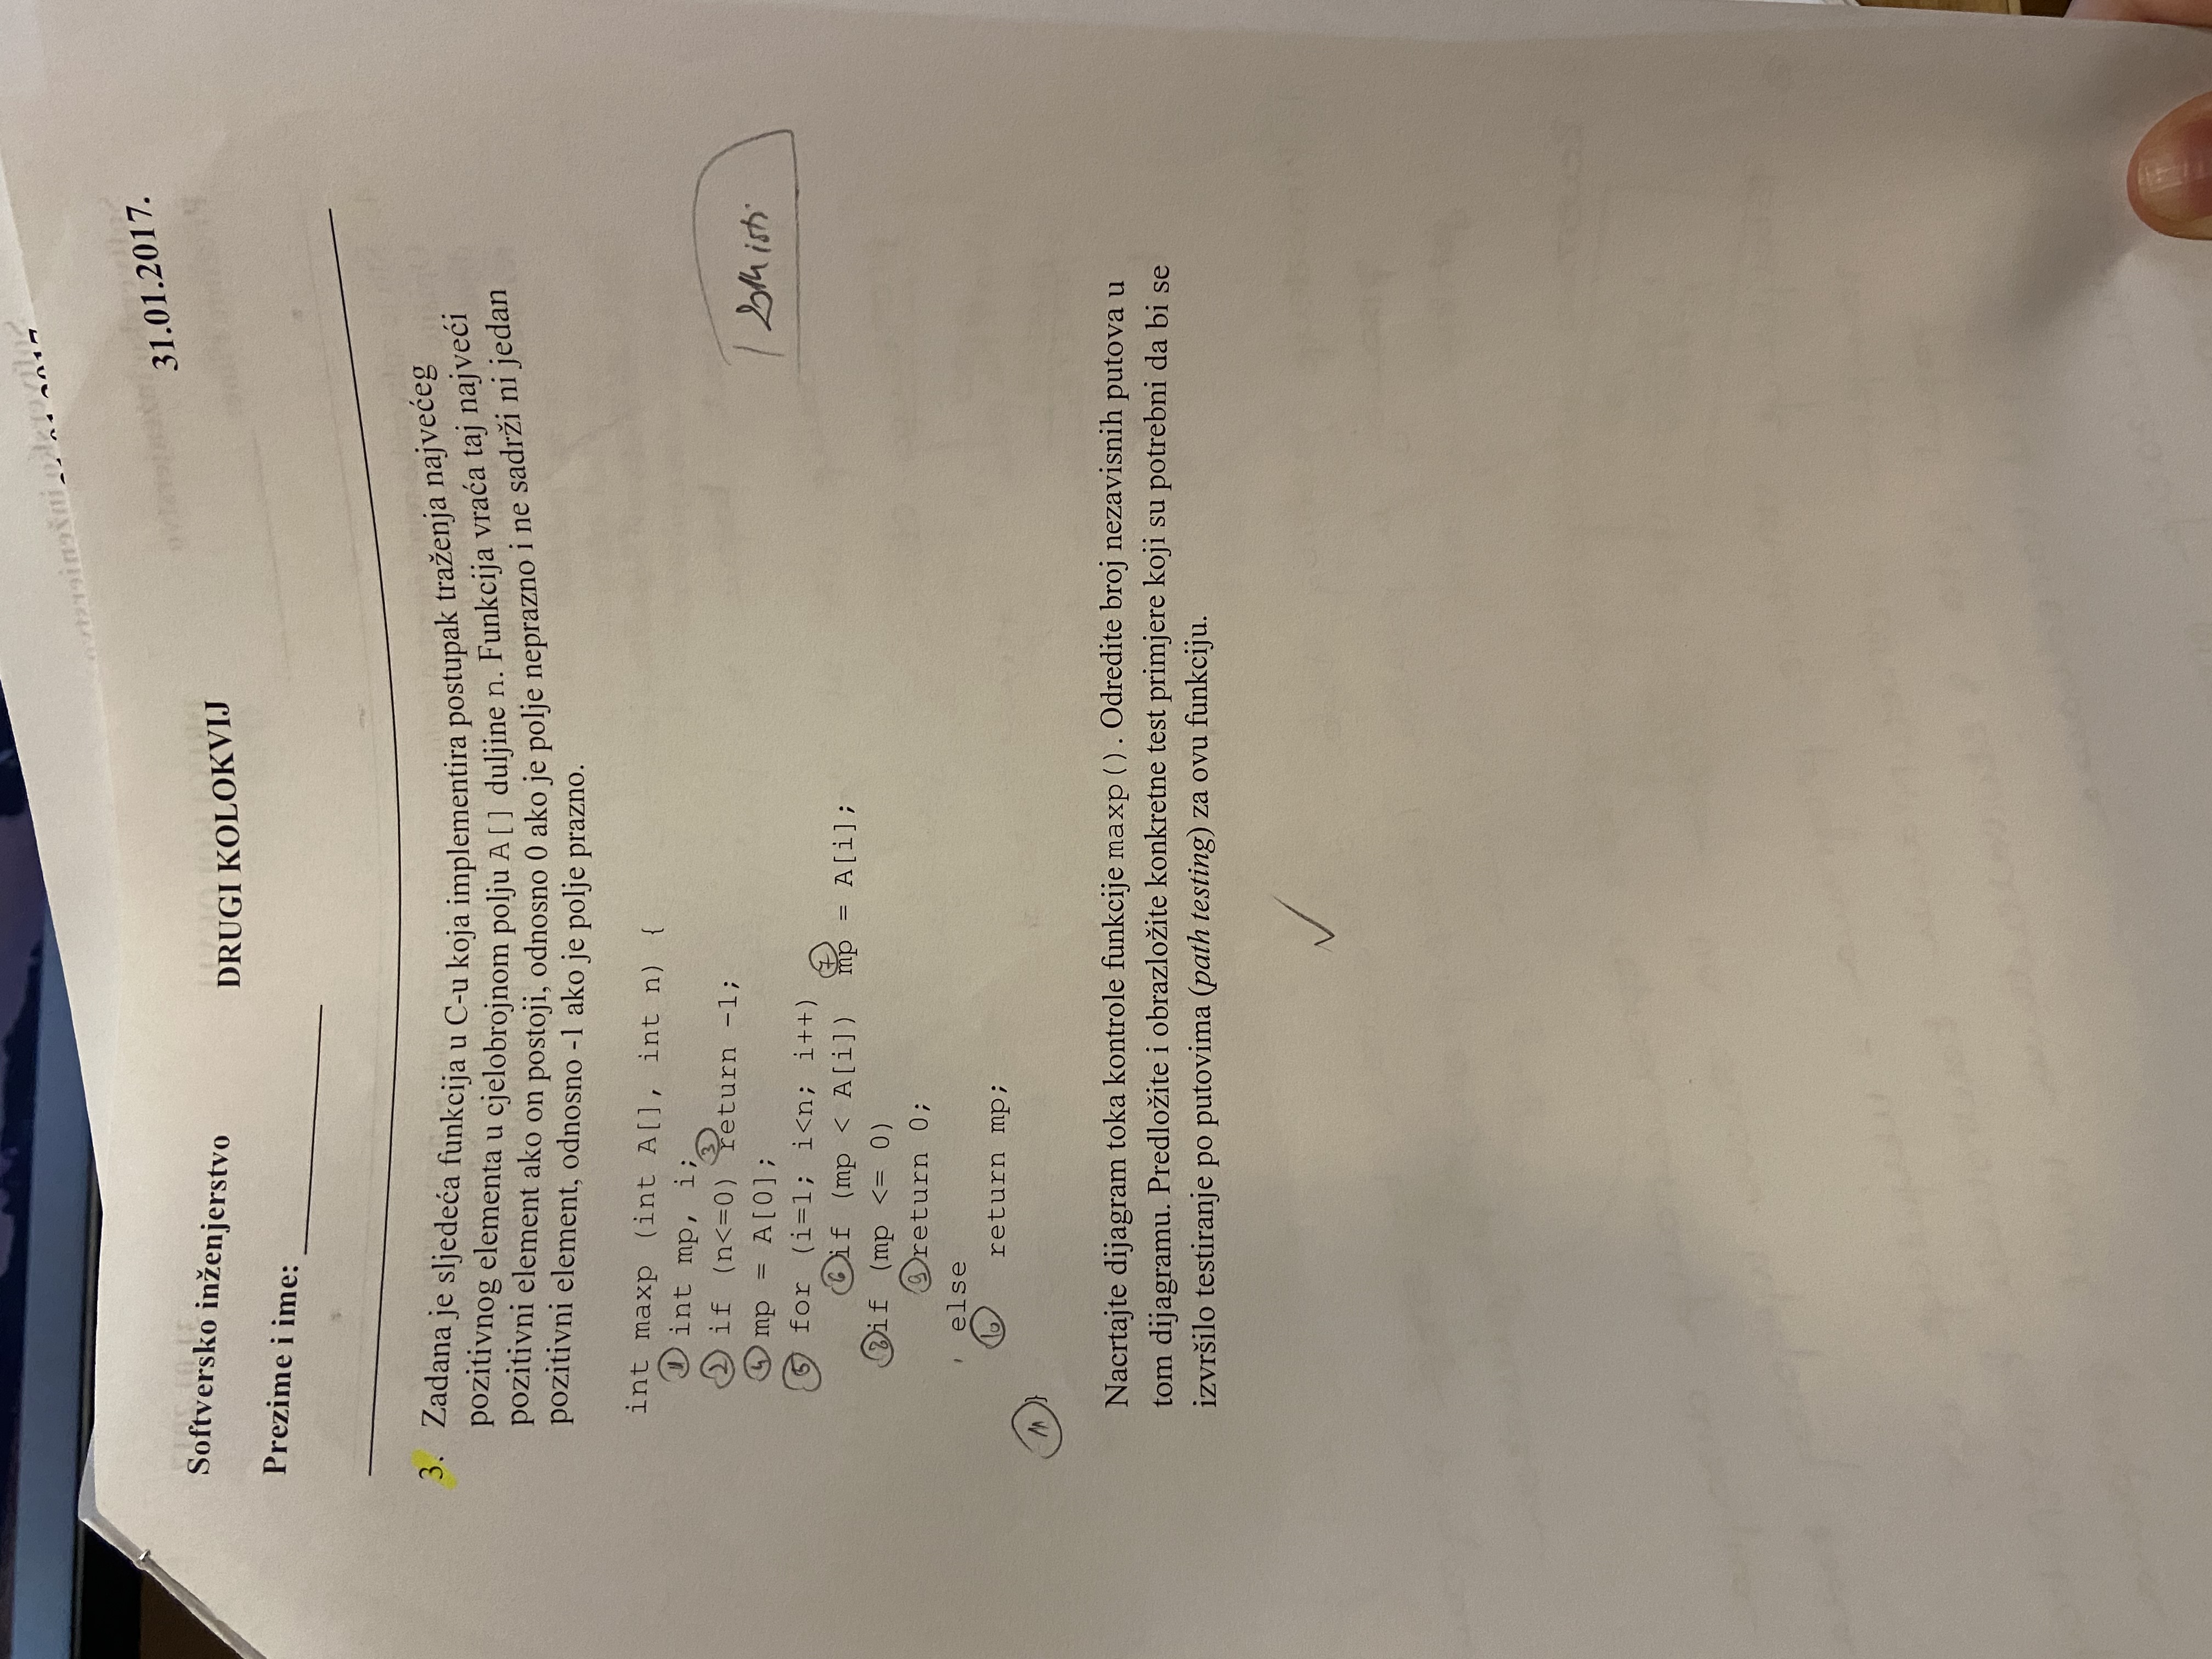 31.01.2017.
Softversko inženjerstvo
DRUGI KOLOKVIJ
Prezime i ime: ____________
3. Zadana je sljedeća funkcija u C-u koja implementira postupak traženja najvećeg
pozitivnog elementa u cjelobrojnom polju A[] duljine n. Funkcija vraća taj najveći
pozitivni element ako on postoji, odnosno 0 ako je polje neprazno i ne sadrži ni jedan
pozitivni element, odnosno -1 ako je polje prazno.
int maxp (int A[], int n) {
1 int mp, i;
2 if (n<=0) 3 return -1;
4 mp = A[0];
5 for (i=1; i<n; i++)
6 if (mp < A[i]) 7 mp = A[i];
8 if (mp <= 0)
9 return 0;
else
10 return mp;
11 }
isti
Nacrtajte dijagram toka kontrole funkcije maxp(). Odredite broj nezavisnih putova u
tom dijagramu. Predložite i obrazložite konkretne test primjere koji su potrebni da bi se
izvršilo testiranje po putovima (path testing) za ovu funkciju.